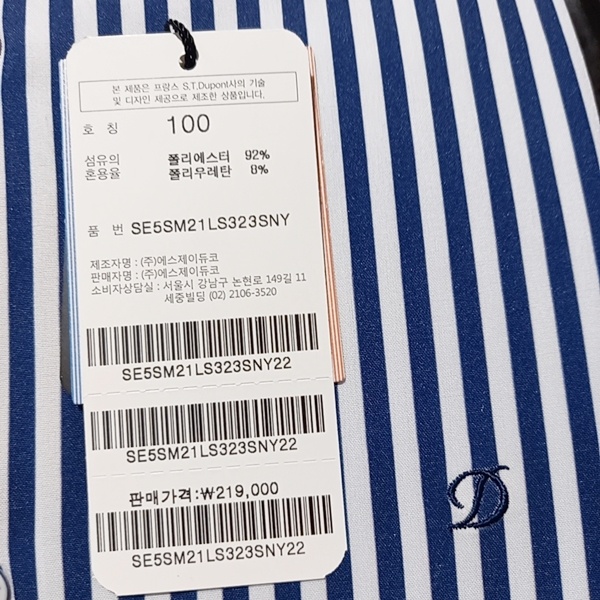 본 제품은 프랑스 S.T.Dupont사의 기술
및 디자인 제공으로 제조한 상품입니다.
호 칭 100
섬유의 폴리에스터 92%
혼용율 폴리우레탄 8%
품 번 SE5SM21LS323SNY
제조자명 : (주)에스제이듀코
판매자명 : (주)에스제이듀코
소비자상담실 : 서울시 강남구 논현로 149길 11
세중빌딩 (02) 2106-3520
SE5SM21LS323SNY22
SE5SM21LS323SNY22
판매가격:₩219,000
SE5SM21LS323SNY22
D